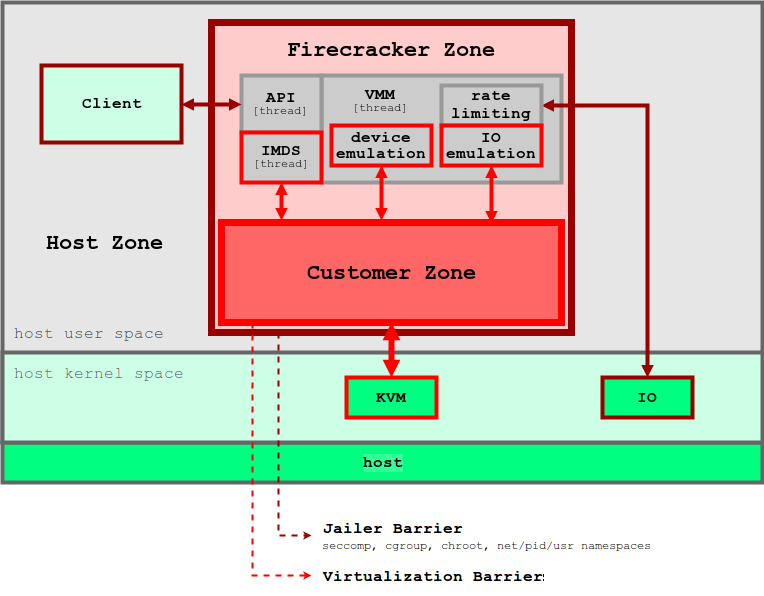 Firecracker Zone
Client
API
[thread]
VMM
[thread]
rate
limiting
IMDS
[thread]
device
emulation
IO
emulation
Host Zone
Customer Zone
host user space
host kernel space
KVM
IO
host
Jailer Barrier
seccomp, cgroup, chroot, net/pid/usr namespaces
Virtualization Barrier